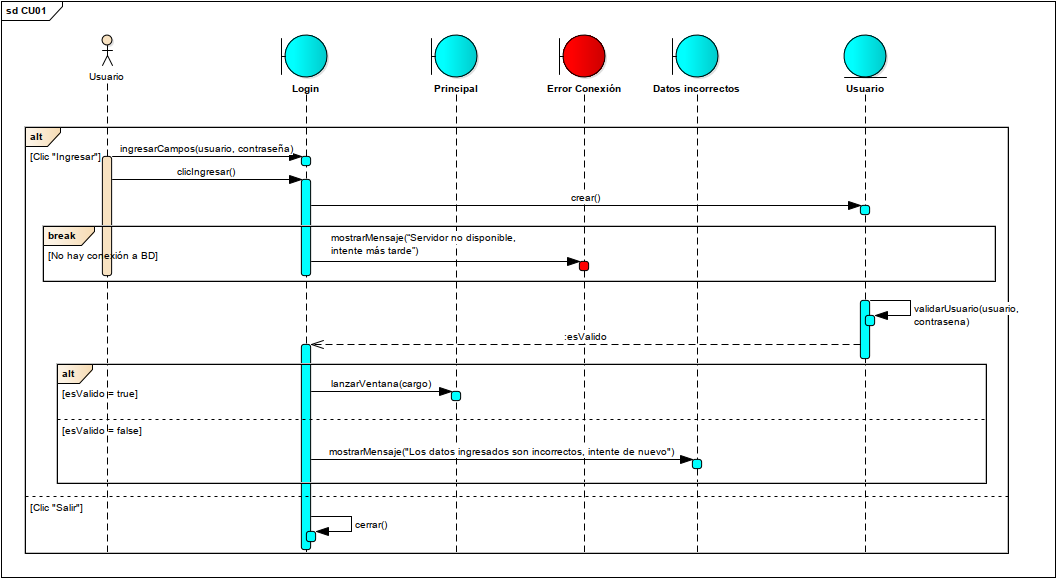 sd CU01
Usuario
Login
Principal
Error Conexión
Datos incorrectos
Usuario
alt
[Clic "Ingresar"]
ingresarCampos(usuario, contraseña)
clicIngresar()
crear()
break
[No hay conexión a BD]
mostrarMensaje("Servidor no disponible,
intente más tarde")
validarUsuario(usuario,
contrasena)
:esValido
alt
[esValido = true]
lanzarVentana(cargo)
[esValido = false]
mostrarMensaje("Los datos ingresados son incorrectos, intente de nuevo")
[Clic "Salir"]
cerrar()